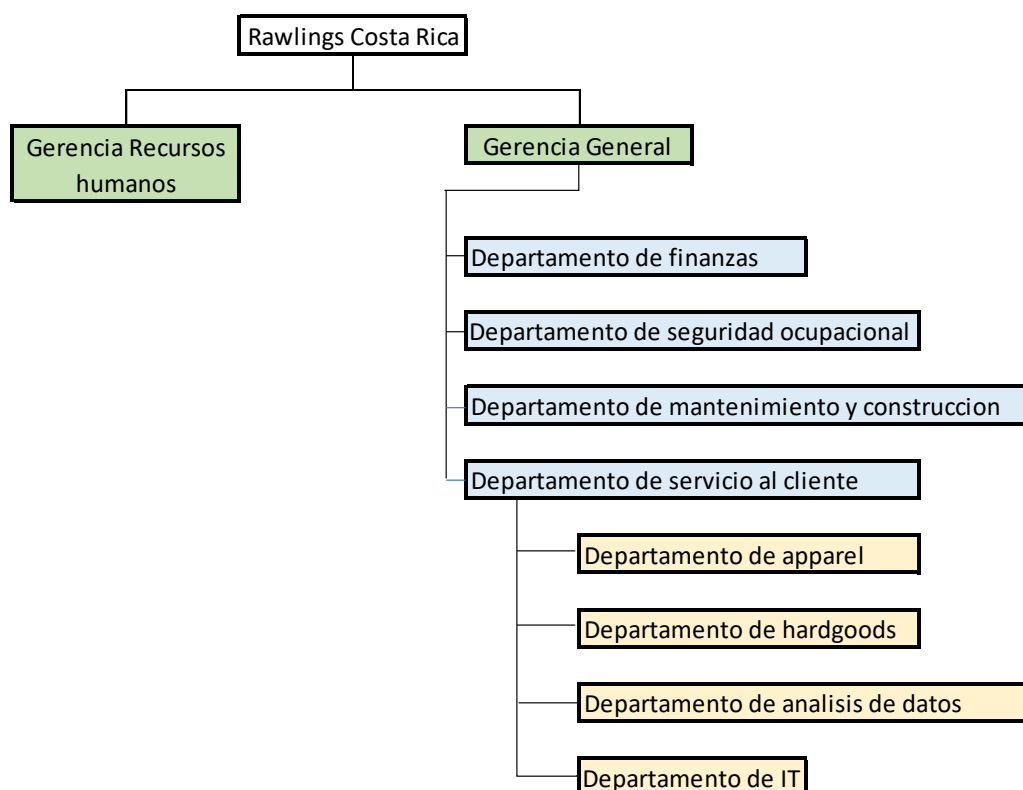 Rawlings Costa Rica
Gerencia Recursos
humanos
Gerencia General
Departamento de finanzas
Departamento de seguridad ocupacional
Departamento de mantenimiento y construccion
Departamento de servicio al cliente
Departamento de apparel
Departamento de hardgoods
Departamento de analisis de datos
Departamento de IT